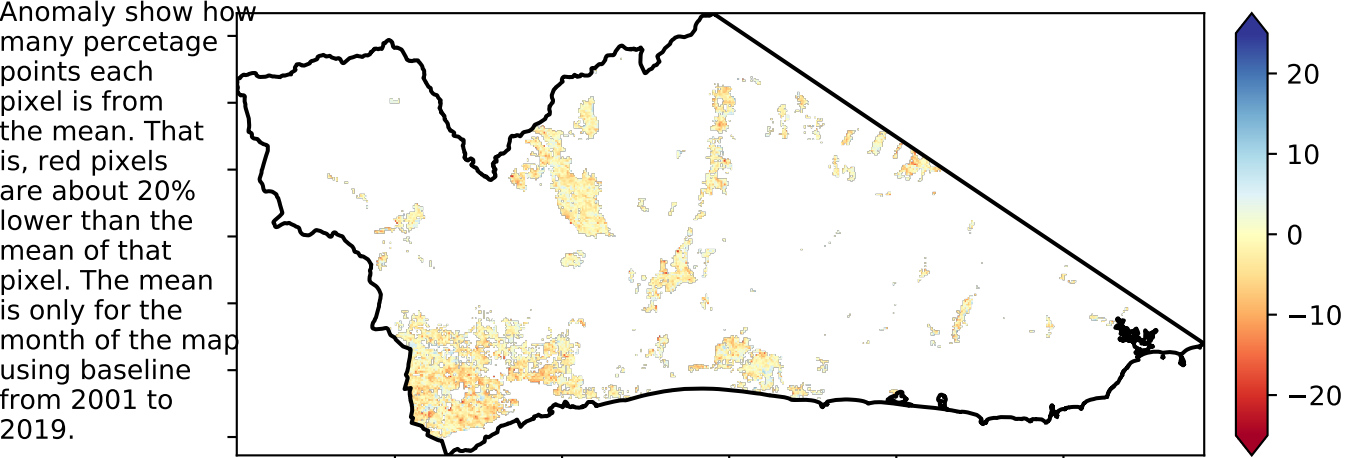 Anomaly show how
many percetage
points each
pixel is from
the mean. That
is, red pixels
are about 20%
lower than the
mean of that
pixel. The mean
is only for the
month of the map
using baseline
from 2001 to
2019.
20
10
0
−10
−20